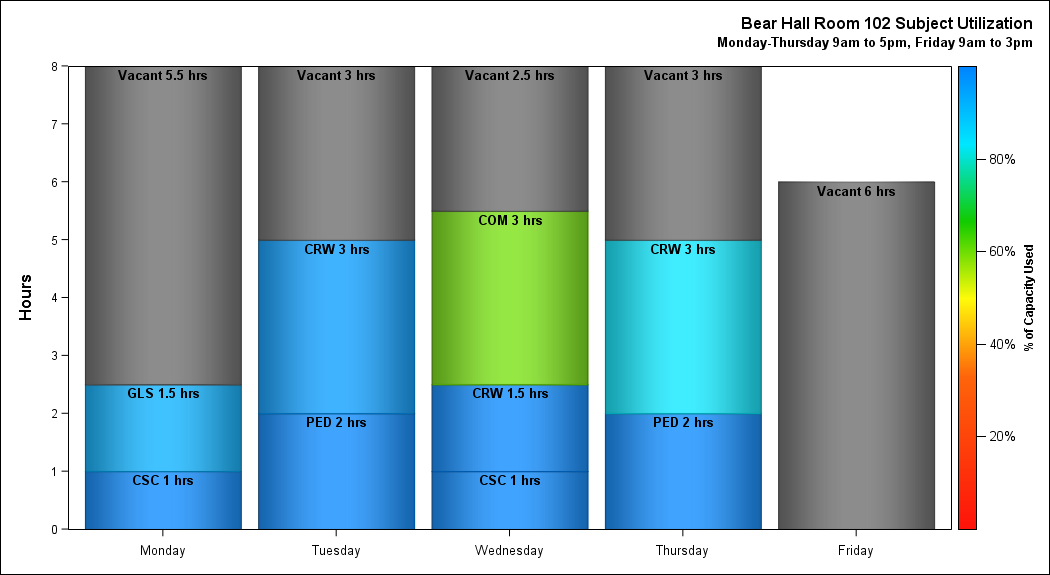 Bear Hall Room 102 Subject Utilization
Monday-Thursday 9am to 5pm, Friday 9am to 3pm
Hours
8
7
6
5
4
3
2
1
0
Vacant 5.5 hrs
GLS 1.5 hrs
CSC 1 hrs
Vacant 3 hrs
CRW 3 hrs
PED 2 hrs
Vacant 2.5 hrs
COM 3 hrs
CRW 1.5 hrs
CSC 1 hrs
Vacant 3 hrs
CRW 3 hrs
PED 2 hrs
Vacant 6 hrs
Monday
Tuesday
Wednesday
Thursday
Friday
80%
60%
40%
20%
% of Capacity Used